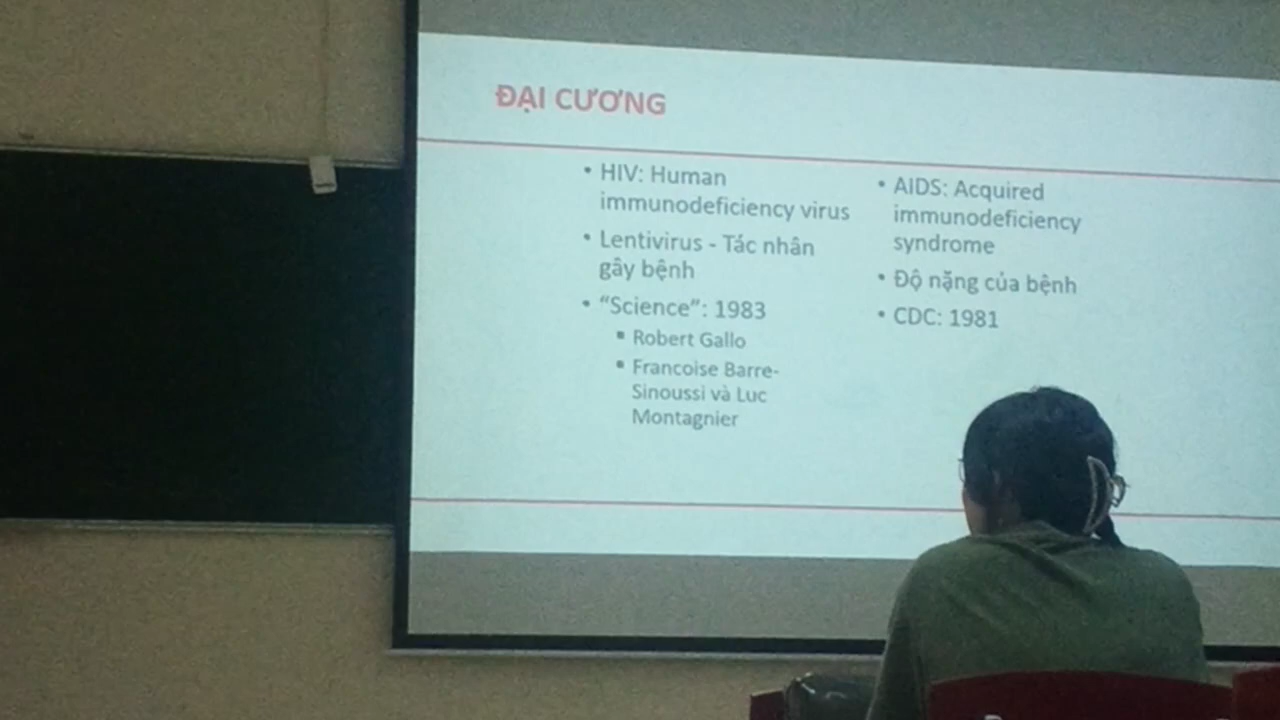 ĐẠI CƯƠNG
• HIV: Human
immunodeficiency virus
• Lentivirus - Tác nhân
gây bệnh
• “Science”: 1983
▪ Robert Gallo
▪ Francoise Barre-
Sinoussi và Luc
Montagnier
• AIDS: Acquired
immunodeficiency
syndrome
• Độ nặng của bệnh
• CDC: 1981